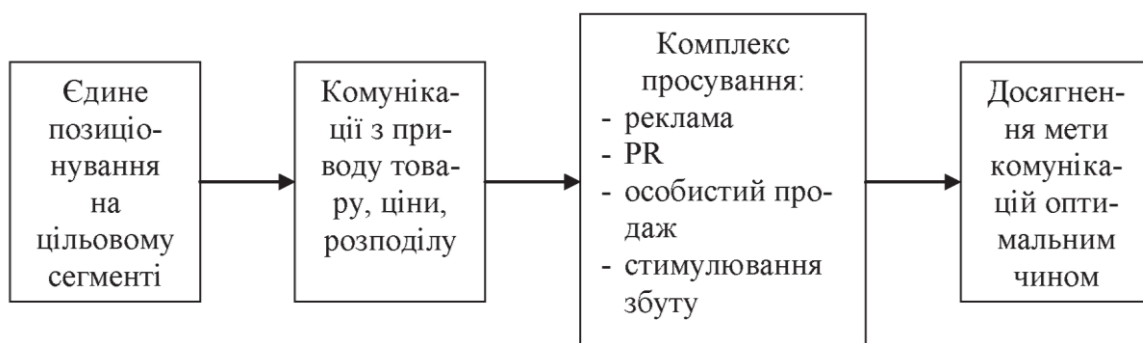 Єдине
позиціо-
нування
на
цільовому
сегменті
Комуніка-
ції з при-
воду това-
ру, ціни,
розподілу
Комплекс
просування:
- реклама
- PR
- особистий про-
даж
- стимулювання
збуту
Досягнен-
ня мети
комуніка-
цій опти-
мальним
чином